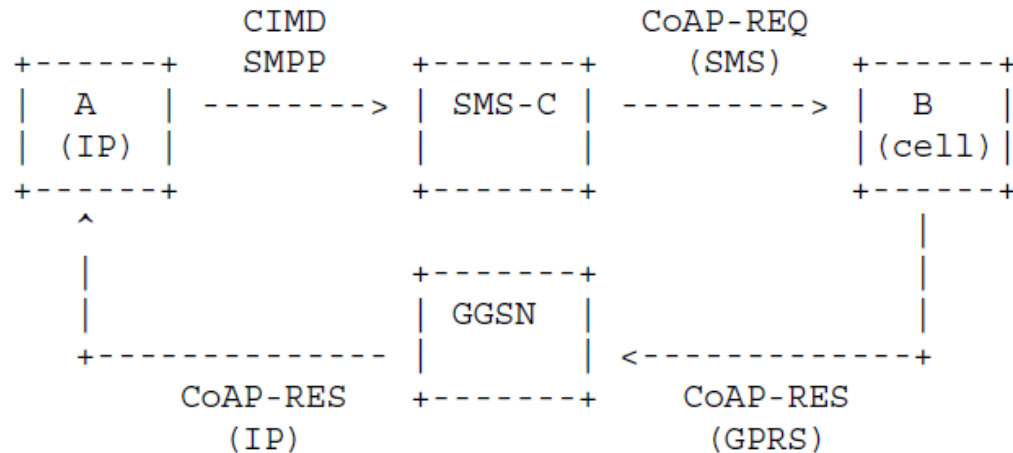 CIMD CoAP-REQ
SMPP (SMS)
A SMS-C B
(IP) (cell)
GGSN
CoAP-RES CoAP-RES
(IP) (GPRS)